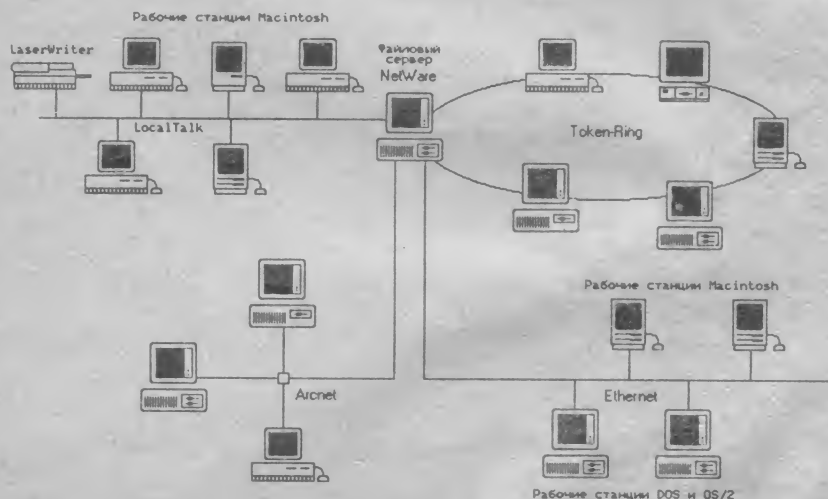 Рабочие станции Macintosh
LaserWriter
Файловый
сервер
NetWare
LocalTalk
Token-Ring
Рабочие станции Macintosh
Arcnet
Ethernet
Рабочие станции DOS и OS/2